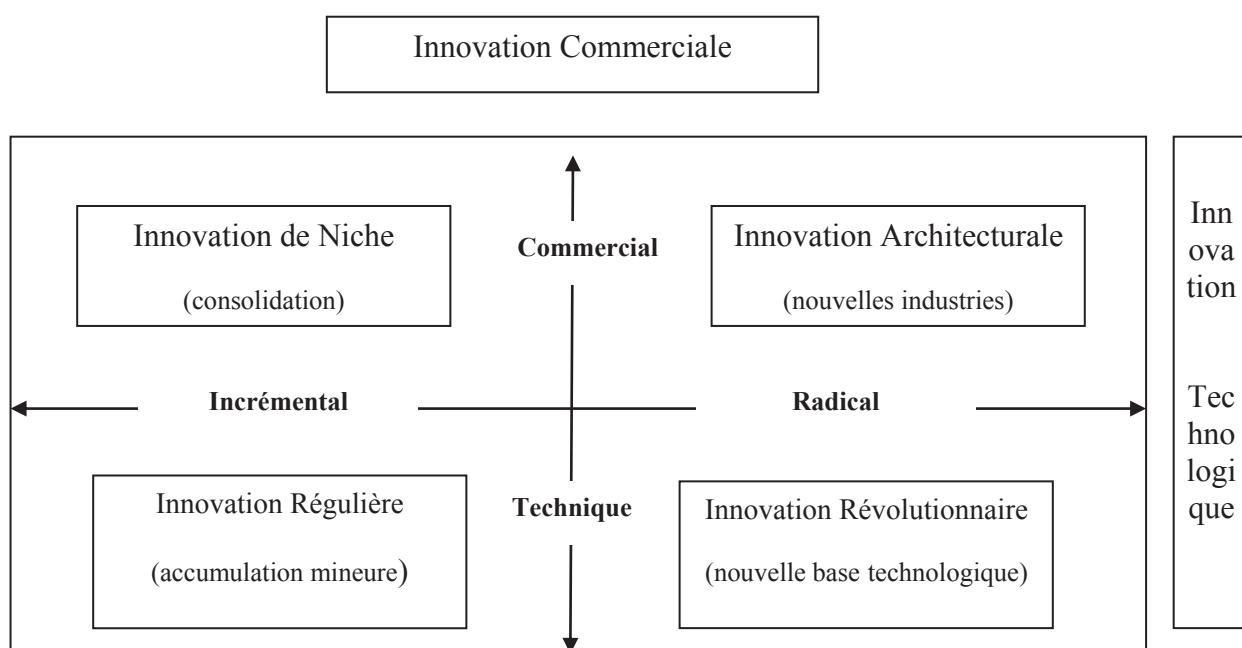 Innovation Commerciale
Innovation de Niche
(consolidation)
Commercial
Innovation Architecturale
(nouvelles industries)
Incrémental
Radical
Innovation Régulière
(accumulation mineure)
Technique
Innovation Révolutionnaire
(nouvelle base technologique)
Inn
ova
tion
Tec
hno
logi
que